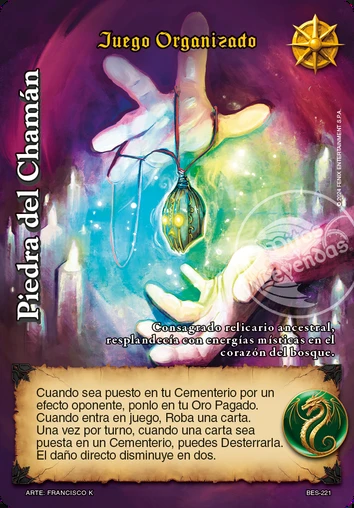 Juego Organizado
Piedra del Chamán
© 2024 FENIX ENTERTAINMENT S.P.A.
Consagrado relicario ancestral,
resplandecía con energías místicas en el
corazón del bosque.
Cuando sea puesto en tu Cementerio por un
efecto oponente, ponlo en tu Oro Pagado.
Cuando entra en juego, Roba una carta.
Una vez por turno, cuando una carta sea
puesta en un Cementerio, puedes Desterrarla.
El daño directo disminuye en dos.
ARTE: FRANCISCO K
BES-221